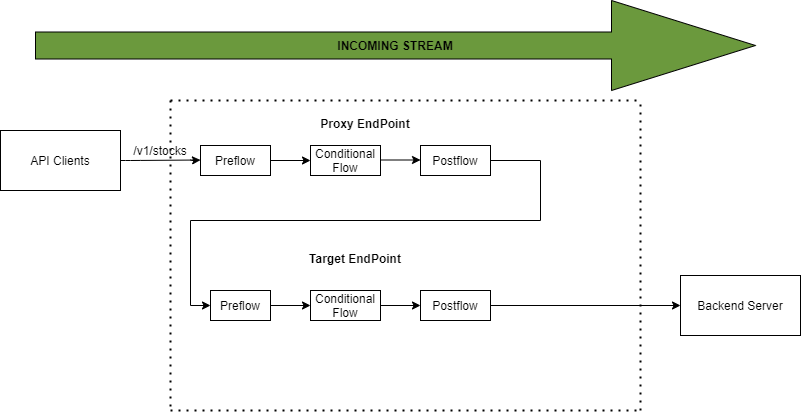 INCOMING STREAM
Proxy EndPoint
API Clients
/v1/stocks
Preflow
Conditional
Flow
Postflow
Target EndPoint
Preflow
Conditional
Flow
Postflow
Backend Server